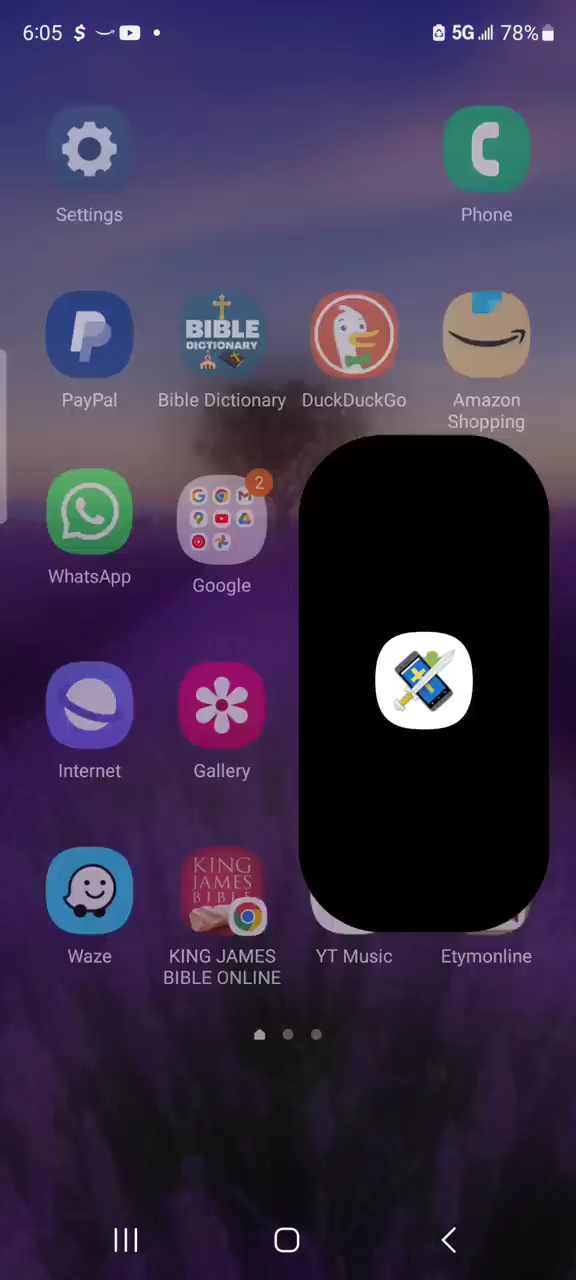 6:05 5G 78%
Settings
Phone
BIBLE
DICTIONARY
PayPal
Bible Dictionary
DuckDuckGo
Amazon
Shopping
2
WhatsApp
Google
Internet
Gallery
KING
JAMES
BIBLE
Waze
KING JAMES
BIBLE ONLINE
YT Music
Etymonline